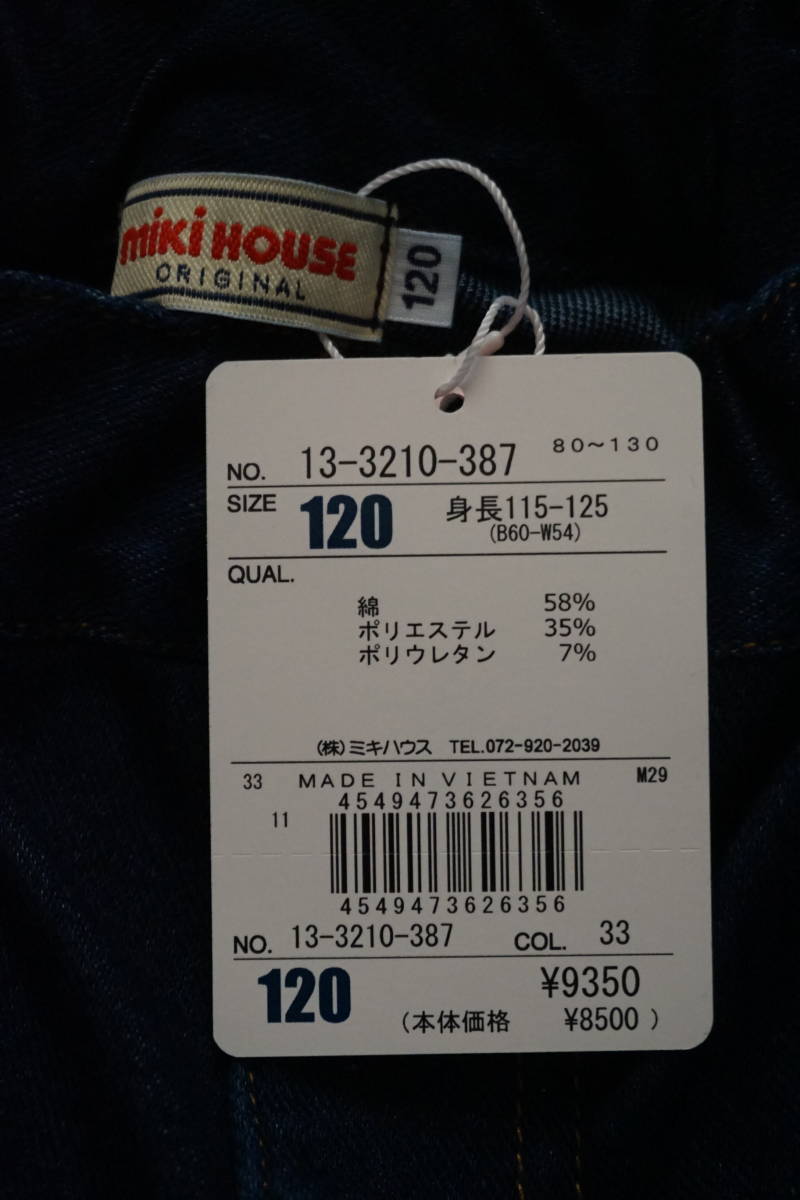 miKi HOUSE
ORIGINAL
120
NO. 13-3210-387 80～130
SIZE 120 身長115-125
(B60-W54)
QUAL.
綿 58%
ポリエステル 35%
ポリウレタン 7%
(株)ミキハウス TEL.072-920-2039
33 MADE IN VIETNAM M29
4549473626356
11
4549473626356
NO. 13-3210-387 COL. 33
120 ¥9350
(本体価格 ¥8500 )